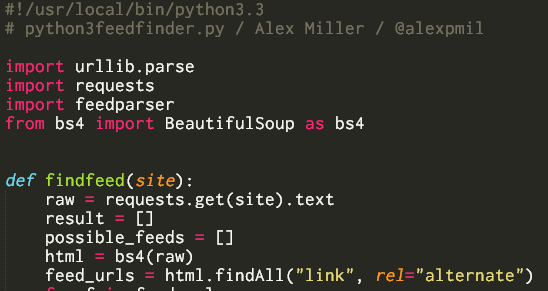 #!/usr/local/bin/python3.3
# python3feedfinder.py / Alex Miller / @alexpmil
import urllib.parse
import requests
import feedparser
from bs4 import BeautifulSoup as bs4
def findfeed(site):
raw = requests.get(site).text
result = []
possible_feeds = []
html = bs4(raw)
feed_urls = html.findAll("link", rel="alternate")